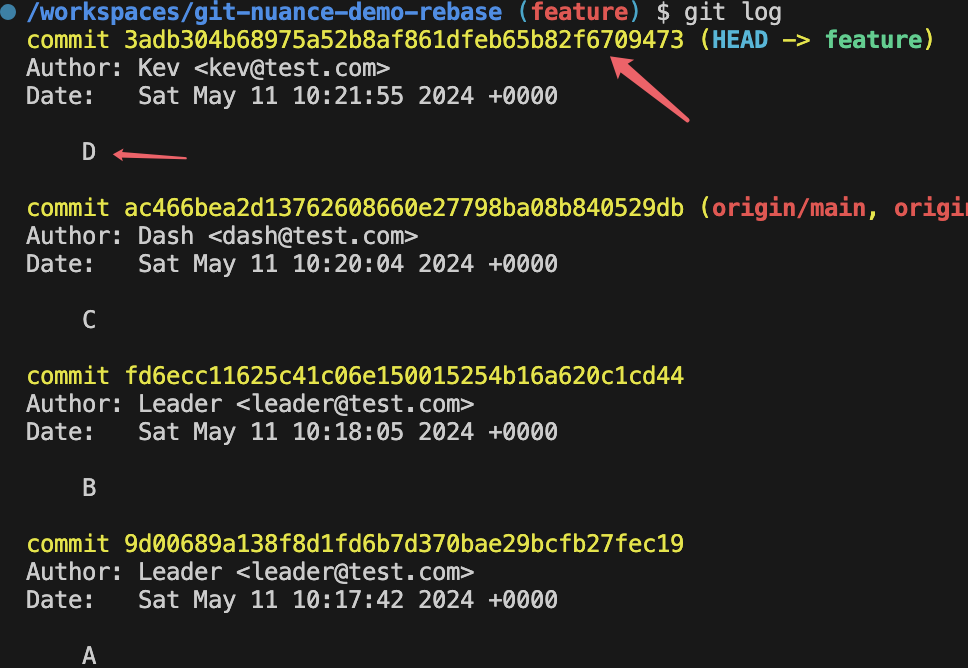 /workspaces/git-nuance-demo-rebase (feature) $ git log
commit 3adb304b68975a52b8af861dfeb65b82f6709473 (HEAD -> feature)
Author: Kev <kev@test.com>
Date:   Sat May 11 10:21:55 2024 +0000
D
commit ac466bea2d13762608660e27798ba08b840529db (origin/main, origin
Author: Dash <dash@test.com>
Date:   Sat May 11 10:20:04 2024 +0000
C
commit fd6ecc11625c41c06e150015254b16a620c1cd44
Author: Leader <leader@test.com>
Date:   Sat May 11 10:18:05 2024 +0000
B
commit 9d00689a138f8d1fd6b7d370bae29bcfb27fec19
Author: Leader <leader@test.com>
Date:   Sat May 11 10:17:42 2024 +0000
A